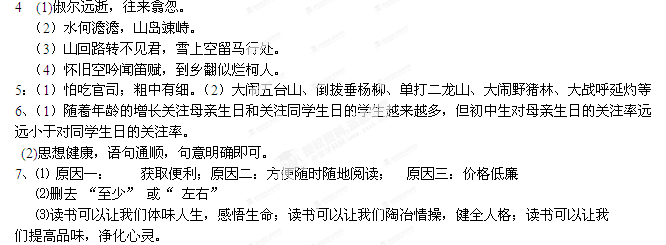 4 (1)俶尔远逝，往来翕忽。
（2）水何澹澹，山岛竦峙。
（3）山回路转不见君，雪上空留马行处。
（4）怀旧空吟闻笛赋，到乡翻似烂柯人。
5：（1）怕吃官司；粗中有细。（2）大闹五台山、倒拔垂杨柳、单打二龙山、大闹野猪林、大战呼延灼等
6、（1）随着年龄的增长关注母亲生日和关注同学生日的学生越来越多，但初中生对母亲生日的关注率远
远小于对同学生日的关注率。
(2)思想健康，语句通顺，句意明确即可。
7、⑴ 原因一： 获取便利；原因二：方便随时随地阅读； 原因三：价格低廉
⑵删去 “至少” 或“ 左右”
⑶读书可以让我们体味人生，感悟生命；读书可以让我们陶冶情操，健全人格；读书可以让我
们提高品味，净化心灵。